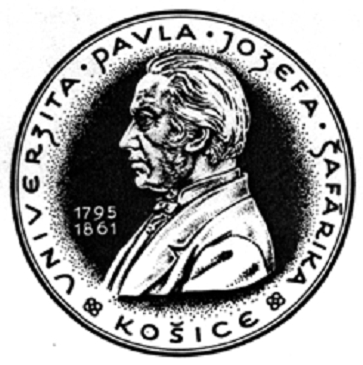 UNIVERZITA · PAVLA · JOZEFA · ŠAFÁRIKA
KOŠICE
1795
1861